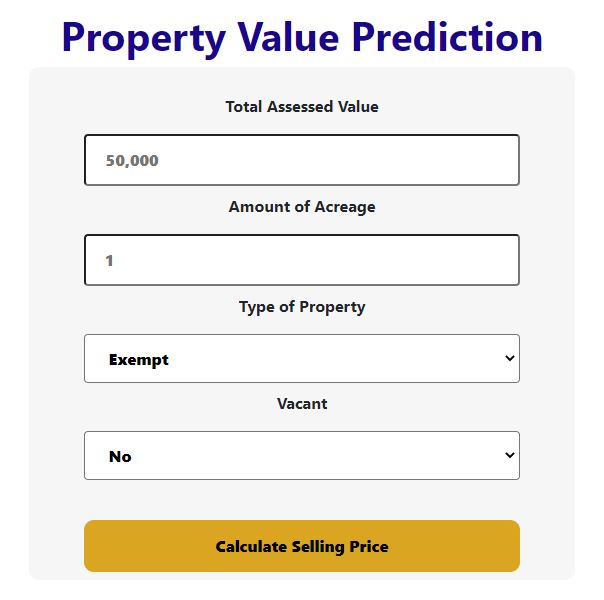 Property Value Prediction
Total Assessed Value
50,000
Amount of Acreage
1
Type of Property
Exempt
Vacant
No
Calculate Selling Price